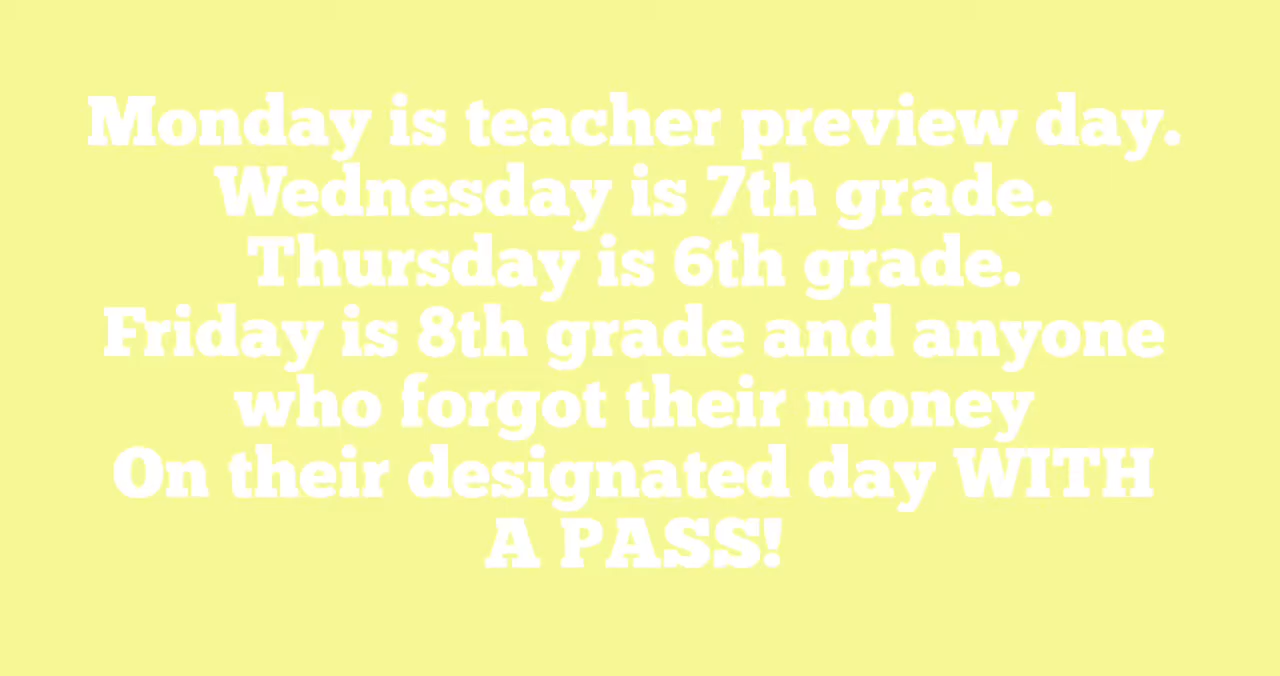 Monday is teacher preview day.
Wednesday is 7th grade.
Thursday is 6th grade.
Friday is 8th grade and anyone
who forgot their money
On their designated day WITH
A PASS!